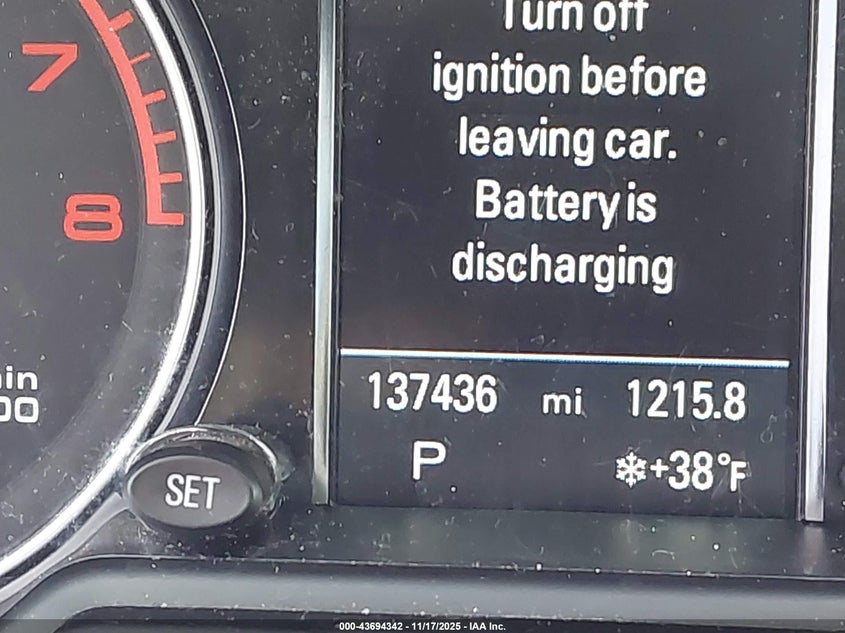 Turn off
7
ignition before
leaving car.
Battery is
8
discharging
137436 mi 1215.8
P +38°F
SET
000-43694342 - 11/17/2025 - IAA Inc.